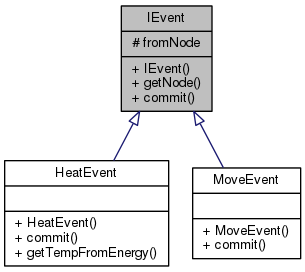 IEvent
# fromNode
+ IEvent()
+ getNode()
+ commit()
HeatEvent
+ HeatEvent()
+ commit()
+ getTempFromEnergy()
MoveEvent
+ MoveEvent()
+ commit()